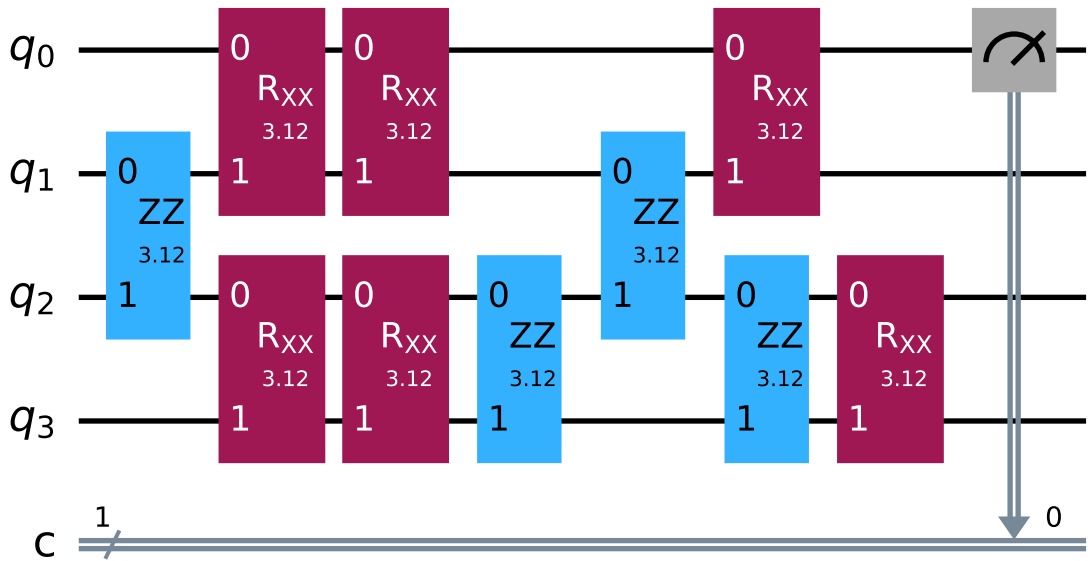 q0 0 0 0
RXX RXX RXX
3.12 3.12 3.12
q1 0 1 1 0 1
ZZ ZZ
3.12 3.12
q2 1 0 0 0 1 0 0
RXX RXX ZZ ZZ RXX
3.12 3.12 3.12 3.12 3.12
q3 1 1 1 1 1
1 0
c